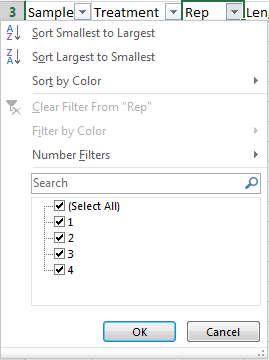 3 Sample Treatment Rep Len
Sort Smallest to Largest
Sort Largest to Smallest
Sort by Color
Clear Filter From "Rep"
Filter by Color
Number Filters
Search
(Select All)
1
2
3
4
OK Cancel